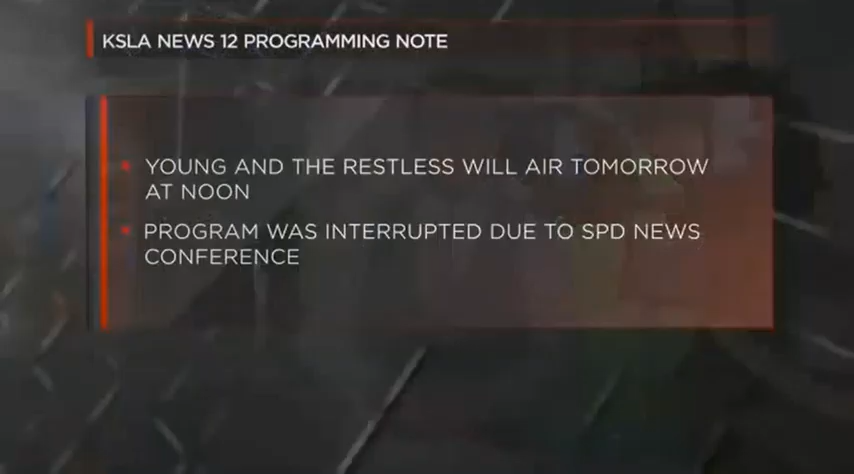 KSLA NEWS 12 PROGRAMMING NOTE
YOUNG AND THE RESTLESS WILL AIR TOMORROW
AT NOON
PROGRAM WAS INTERRUPTED DUE TO SPD NEWS
CONFERENCE